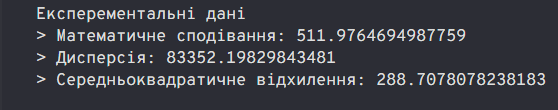 Експерементальні дані
> Математичне сподівання: 511.9764694987759
> Дисперсія: 83352.19829843481
> Середньоквадратичне відхилення: 288.7078078238183